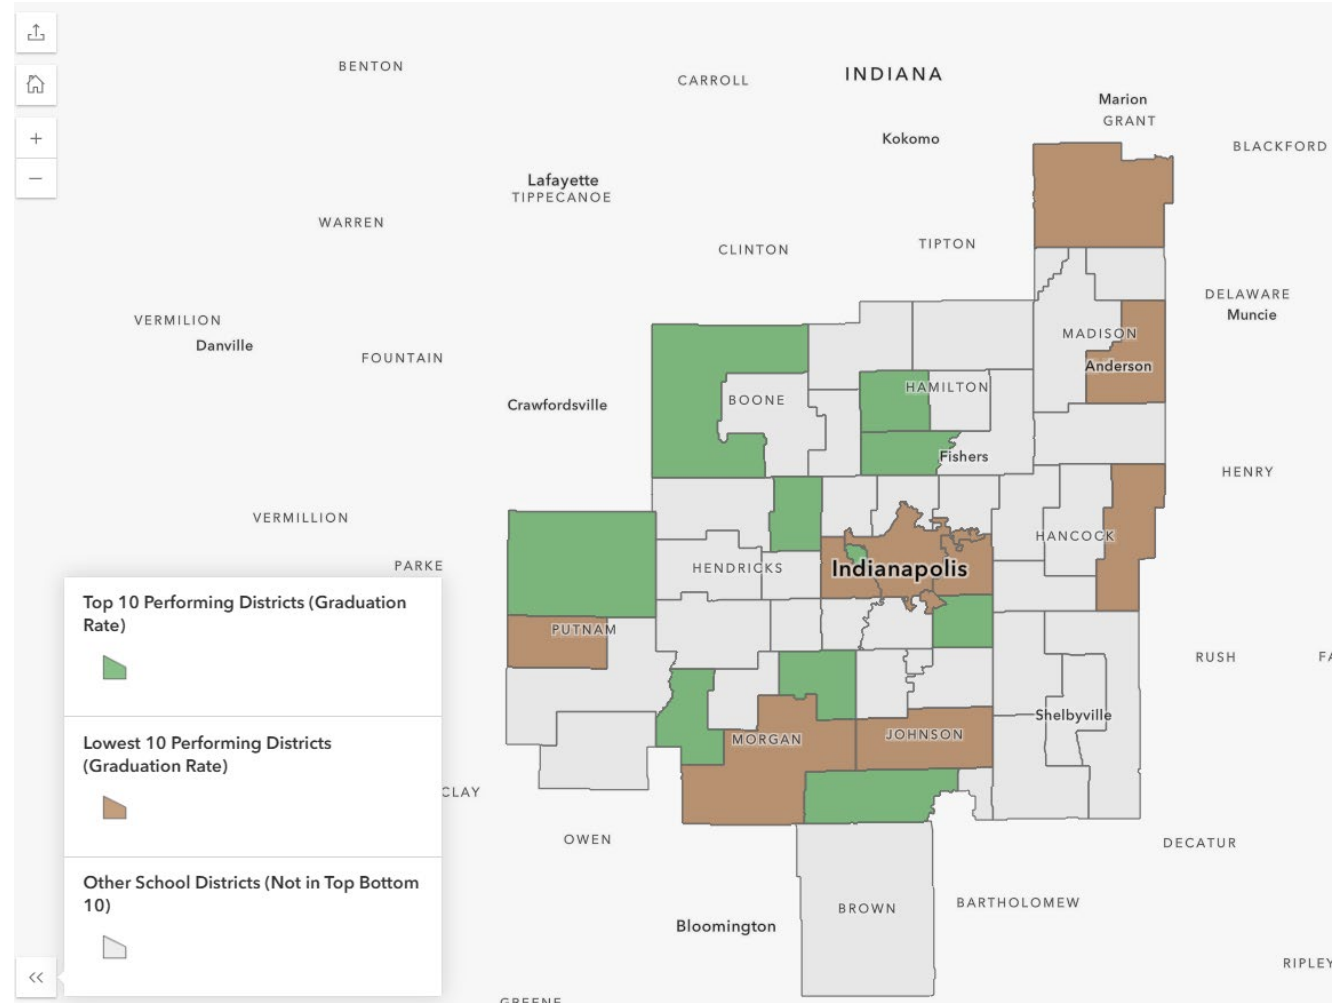 BENTON
CARROLL
INDIANA
Marion
GRANT
Kokomo
BLACKFORD
Lafayette
TIPPECANOE
WARREN
CLINTON
TIPTON
DELAWARE
Muncie
VERMILION
Danville
FOUNTAIN
MADISON
Anderson
Crawfordsville
BOONE
HAMILTON
Fishers
HENRY
VERMILLION
HANCOCK
PARKE
HENDRICKS
Indianapolis
PUTNAM
RUSH
FA
Shelbyville
MORGAN
JOHNSON
CLAY
OWEN
DECATUR
BROWN
BARTHOLOMEW
Bloomington
RIPLEY
GREENE
Top 10 Performing Districts (Graduation
Rate)
Lowest 10 Performing Districts
(Graduation Rate)
Other School Districts (Not in Top Bottom
10)